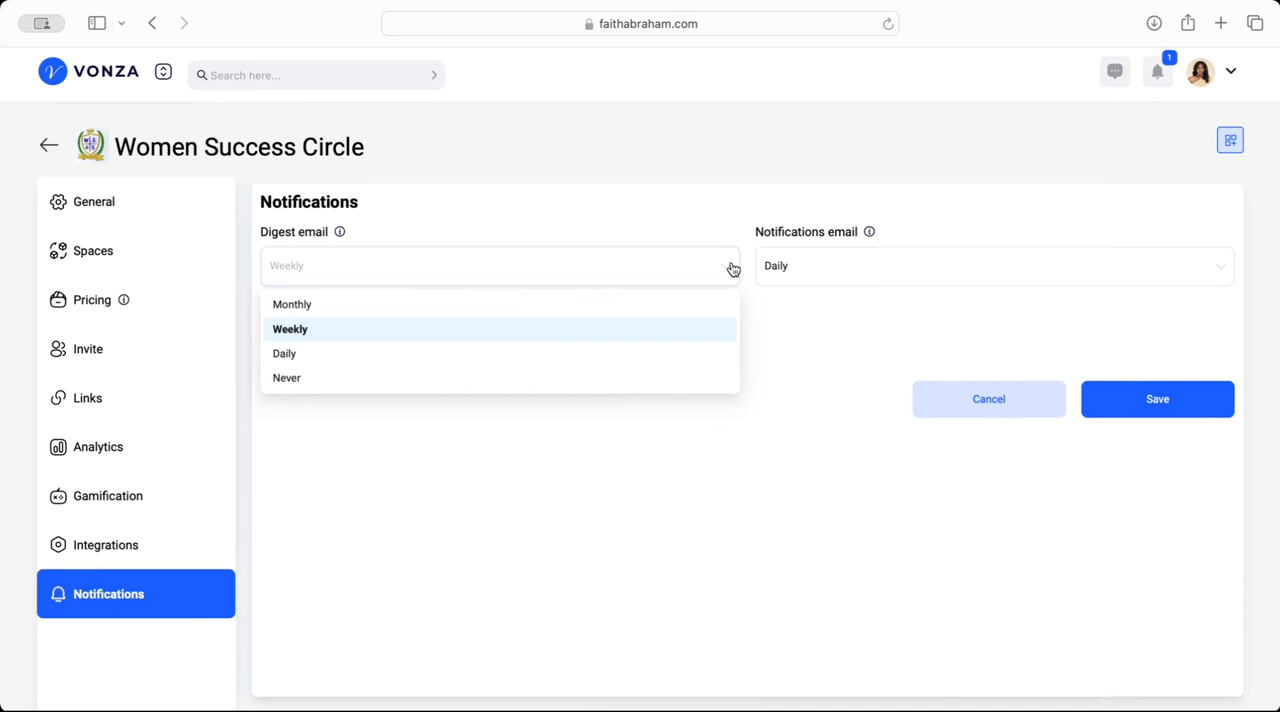 faithabraham.com
VONZA
Search here...
1
Women Success Circle
General
Spaces
Pricing
Invite
Links
Analytics
Gamification
Integrations
Notifications
Notifications
Digest email
Weekly
Monthly
Weekly
Daily
Never
Notifications email
Daily
Cancel
Save